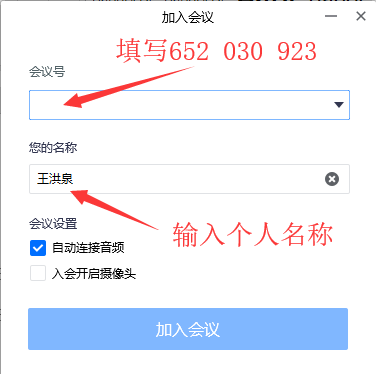 加入会议
填写652 030 923
会议号
您的名称
王洪泉
会议设置
自动连接音频
输入个人名称
入会开启摄像头
加入会议